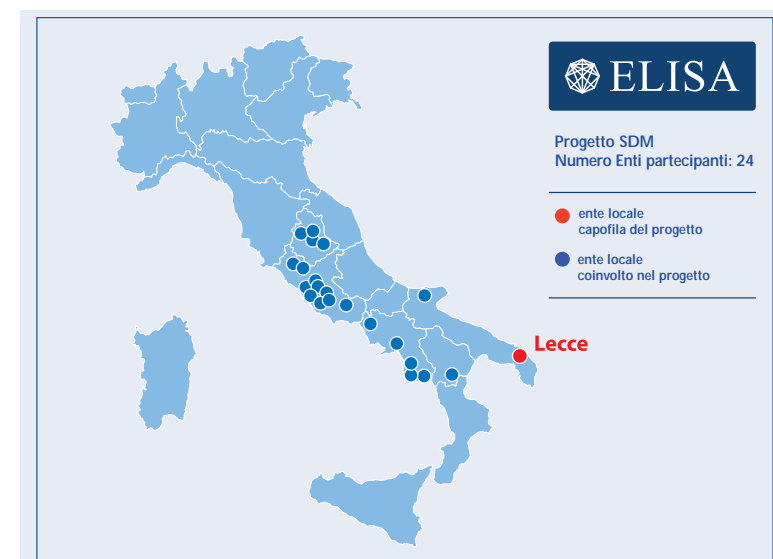 ELISA
Progetto SDM
Numero Enti partecipanti: 24
ente locale
capofila del progetto
ente locale
coinvolto nel progetto
Lecce